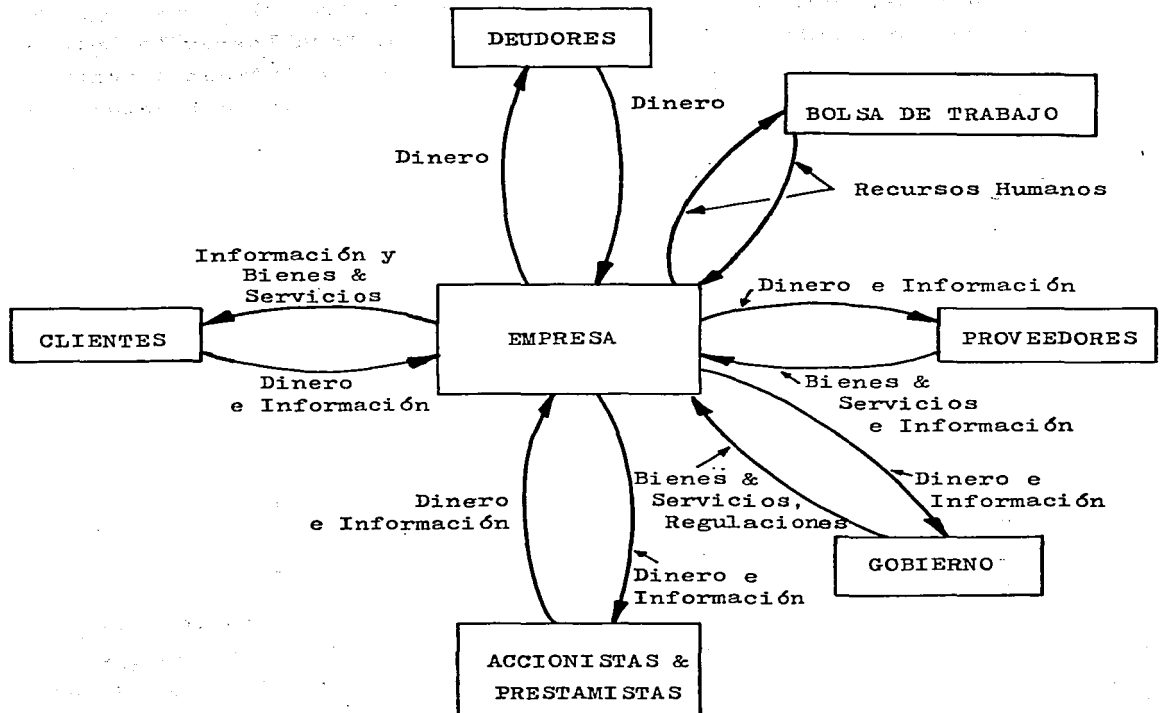 DEUDORES
Dinero
BOLSA DE TRABAJO
Dinero
Recursos Humanos
Información y
Bienes &
Servicios
Dinero e Información
CLIENTES
EMPRESA
PROVEEDORES
Dinero
e Información
Bienes &
Servicios
e Información
Dinero
e Información
Bienes &
Servicios,
Regulaciones
Dinero e
Información
GOBIERNO
Dinero e
Información
ACCIONISTAS &
PRESTAMISTAS